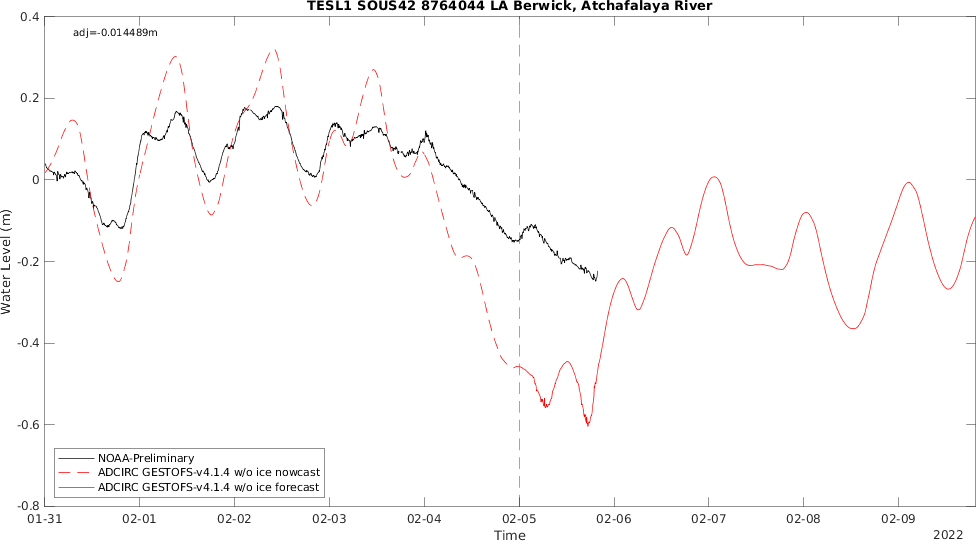 TESL1 SOUS42 8764044 LA Berwick, Atchafalaya River
adj=-0.014489m
0.4
0.2
0
-0.2
-0.4
-0.6
-0.8
Water Level (m)
NOAA-Preliminary
ADCIRC GESTOFS-v4.1.4 w/o ice nowcast
ADCIRC GESTOFS-v4.1.4 w/o ice forecast
01-31 02-01 02-02 02-03 02-04 02-05 02-06 02-07 02-08 02-09
Time
2022